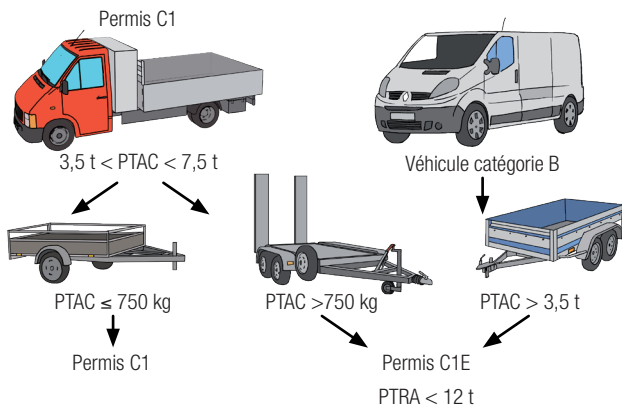 Permis C1
3,5 t < PTAC < 7,5 t
Véhicule catégorie B
PTAC ≤ 750 kg
PTAC >750 kg
PTAC > 3,5 t
Permis C1
Permis C1E
PTRA < 12 t